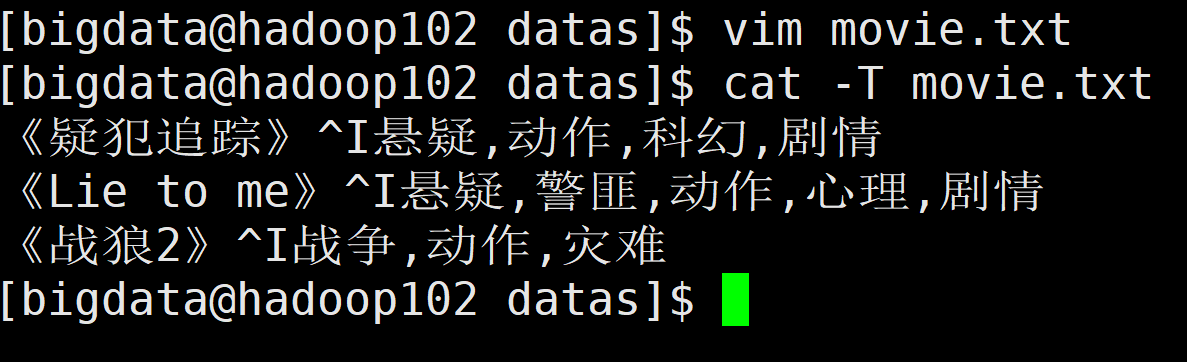 [bigdata@hadoop102 datas]$ vim movie.txt
[bigdata@hadoop102 datas]$ cat -T movie.txt
《疑犯追踪》^I悬疑,动作,科幻,剧情
《Lie to me》^I悬疑,警匪,动作,心理,剧情
《战狼2》^I战争,动作,灾难
[bigdata@hadoop102 datas]$